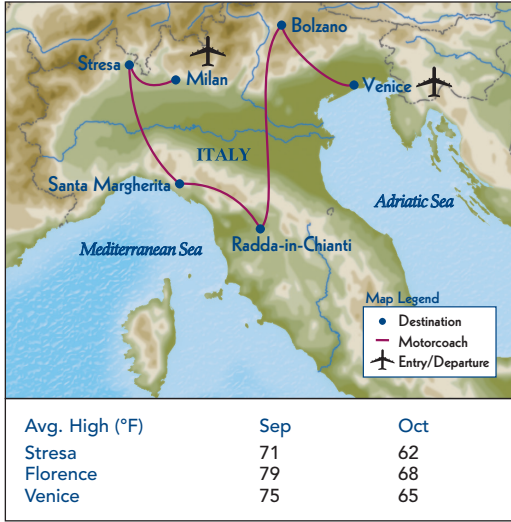 Bolzano
Stresa
Milan
Venice
ITALY
Santa Margherita
Adriatic Sea
Mediterranean Sea
Radda-in-Chianti
Map Legend
Destination
Motorcoach
Entry/Departure
Avg. High (°F) Sep Oct
Stresa 71 62
Florence 79 68
Venice 75 65